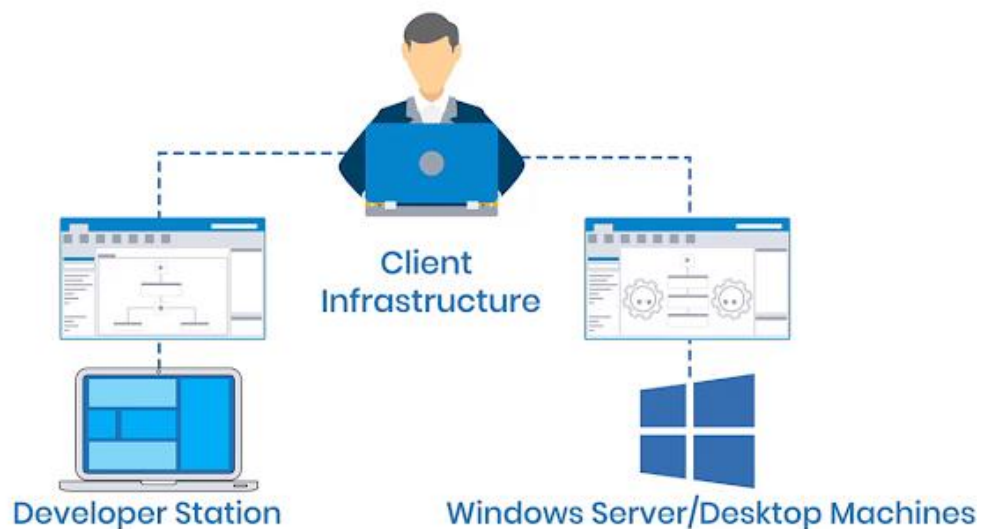 Client
Infrastructure
Developer Station
Windows Server/Desktop Machines